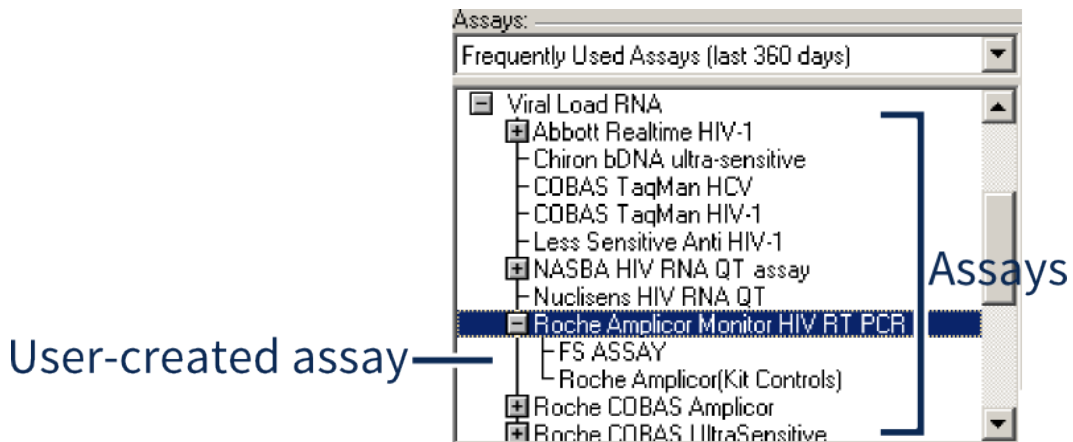 Assays:
Frequently Used Assays (last 360 days)
Viral Load RNA
Abbott Realtime HIV-1
Chiron bDNA ultra-sensitive
COBAS TaqMan HCV
COBAS TaqMan HIV-1
Less Sensitive Anti HIV-1
NASBA HIV RNA QT assay
Assays
Nuclisens HIV RNA QT
Roche Amplicor Monitor HIV RT PCR
User-created assay
FS ASSAY
Roche Amplicor(Kit Controls)
Roche COBAS Amplicor
Roche COBAS UltraSensitive